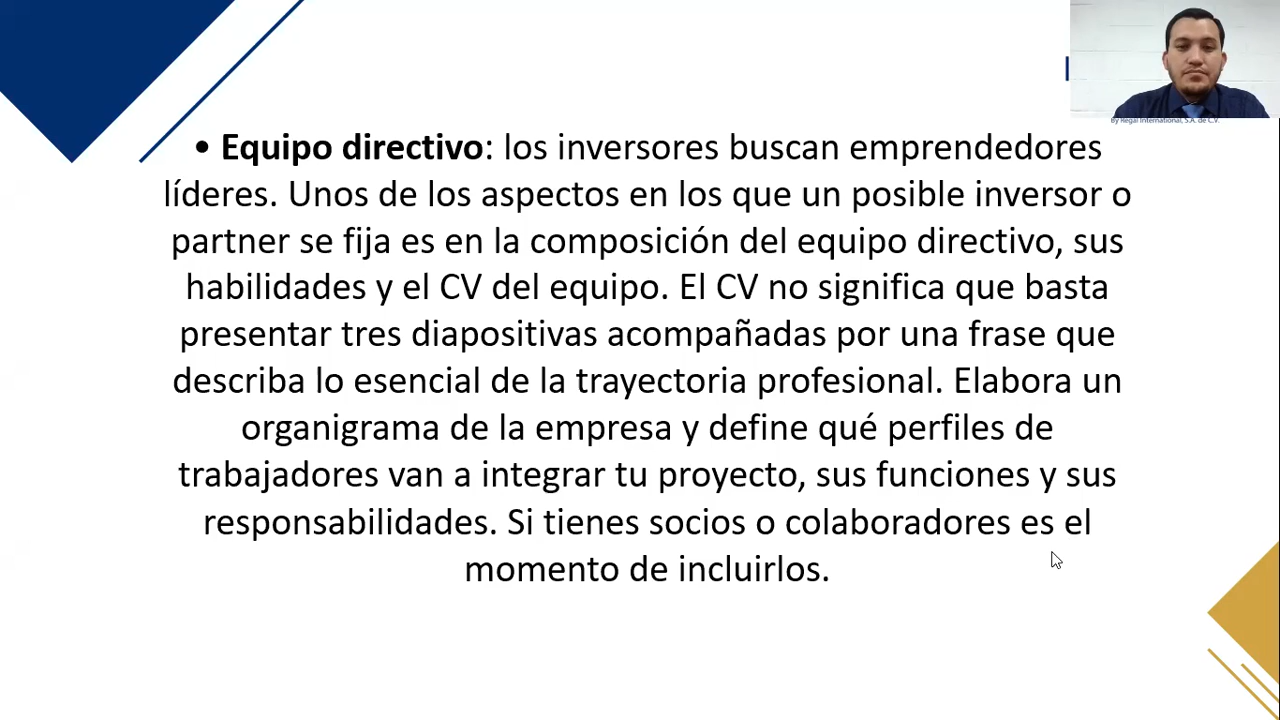 By Regal International, S.A. de C.V.
• Equipo directivo: los inversores buscan emprendedores
líderes. Unos de los aspectos en los que un posible inversor o
partner se fija es en la composición del equipo directivo, sus
habilidades y el CV del equipo. El CV no significa que basta
presentar tres diapositivas acompañadas por una frase que
describa lo esencial de la trayectoria profesional. Elabora un
organigrama de la empresa y define qué perfiles de
trabajadores van a integrar tu proyecto, sus funciones y sus
responsabilidades. Si tienes socios o colaboradores es el
momento de incluirlos.